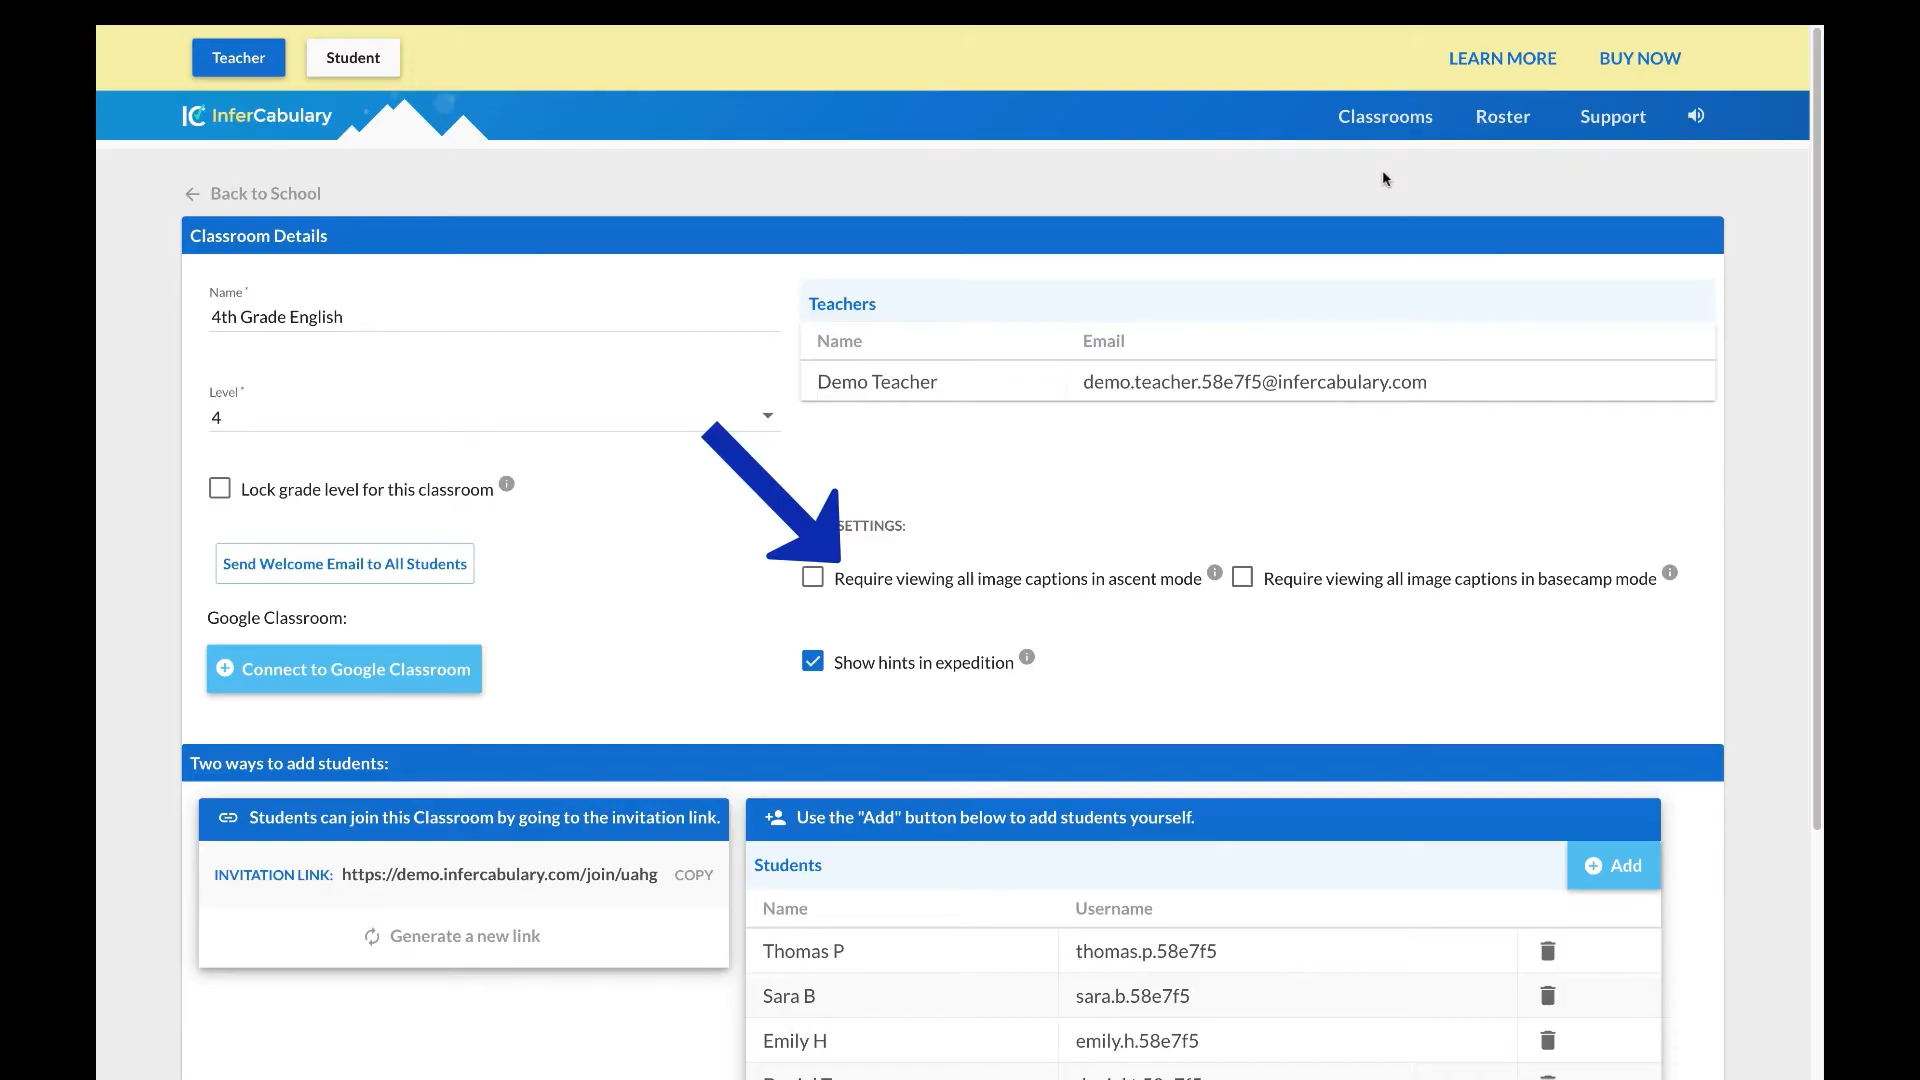 Teacher
Student
LEARN MORE
BUY NOW
IC InferCabulary
Classrooms
Roster
Support
Back to School
Classroom Details
Name *
4th Grade English
Level *
4
Lock grade level for this classroom
Send Welcome Email to All Students
Google Classroom:
Connect to Google Classroom
Teachers
Name Email
Demo Teacher demo.teacher.58e7f5@infercabulary.com
SETTINGS:
Require viewing all image captions in ascent mode
Require viewing all image captions in basecamp mode
Show hints in expedition
Two ways to add students:
Students can join this Classroom by going to the invitation link.
INVITATION LINK: https://demo.infercabulary.com/join/uahg COPY
Generate a new link
Use the "Add" button below to add students yourself.
Students
Add
Name Username
Thomas P thomas.p.58e7f5
Sara B sara.b.58e7f5
Emily H emily.h.58e7f5